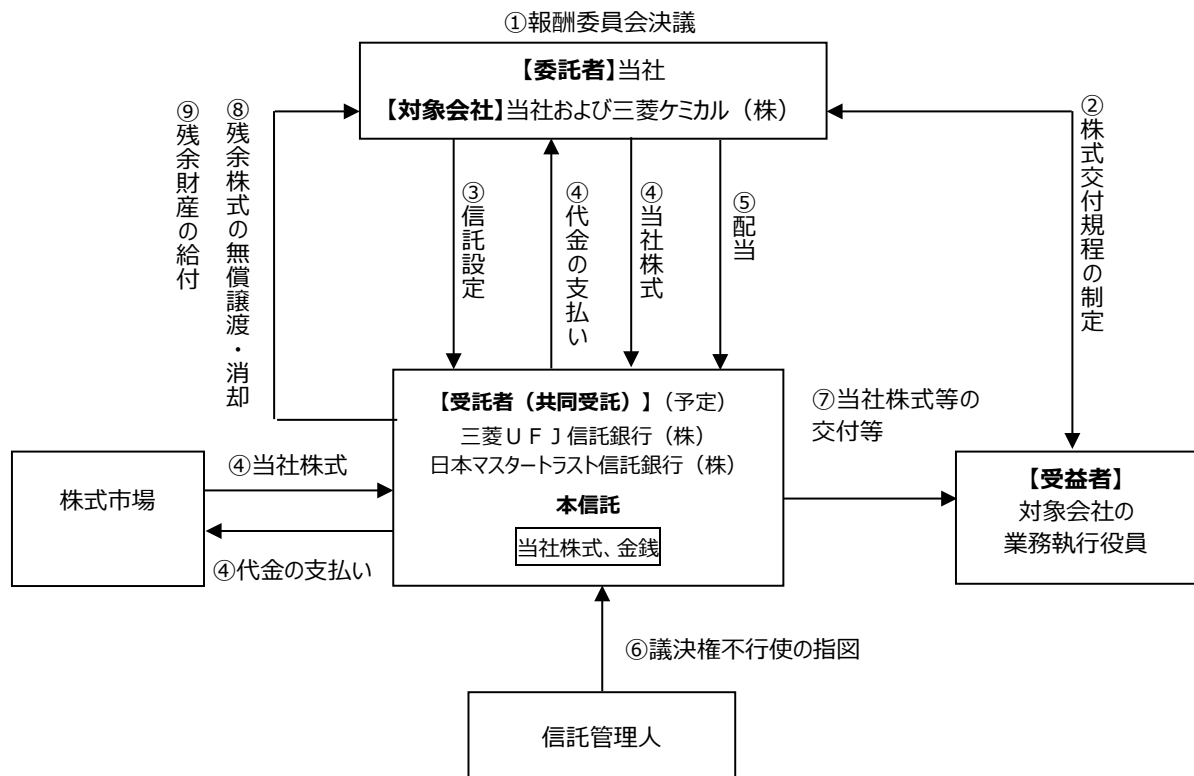 ①報酬委員会決議
【委託者】当社
【対象会社】当社および三菱ケミカル（株）
⑨残余財産の給付
⑧残余株式の無償譲渡・消却
③信託設定
④代金の支払い
④当社株式
⑤配当
②株式交付規程の制定
【受託者（共同受託）】（予定）
三菱ＵＦＪ信託銀行（株）
日本マスタートラスト信託銀行（株）
本信託
当社株式、金銭
株式市場
④当社株式
④代金の支払い
⑦当社株式等の
交付等
【受益者】
対象会社の
業務執行役員
⑥議決権不行使の指図
信託管理人